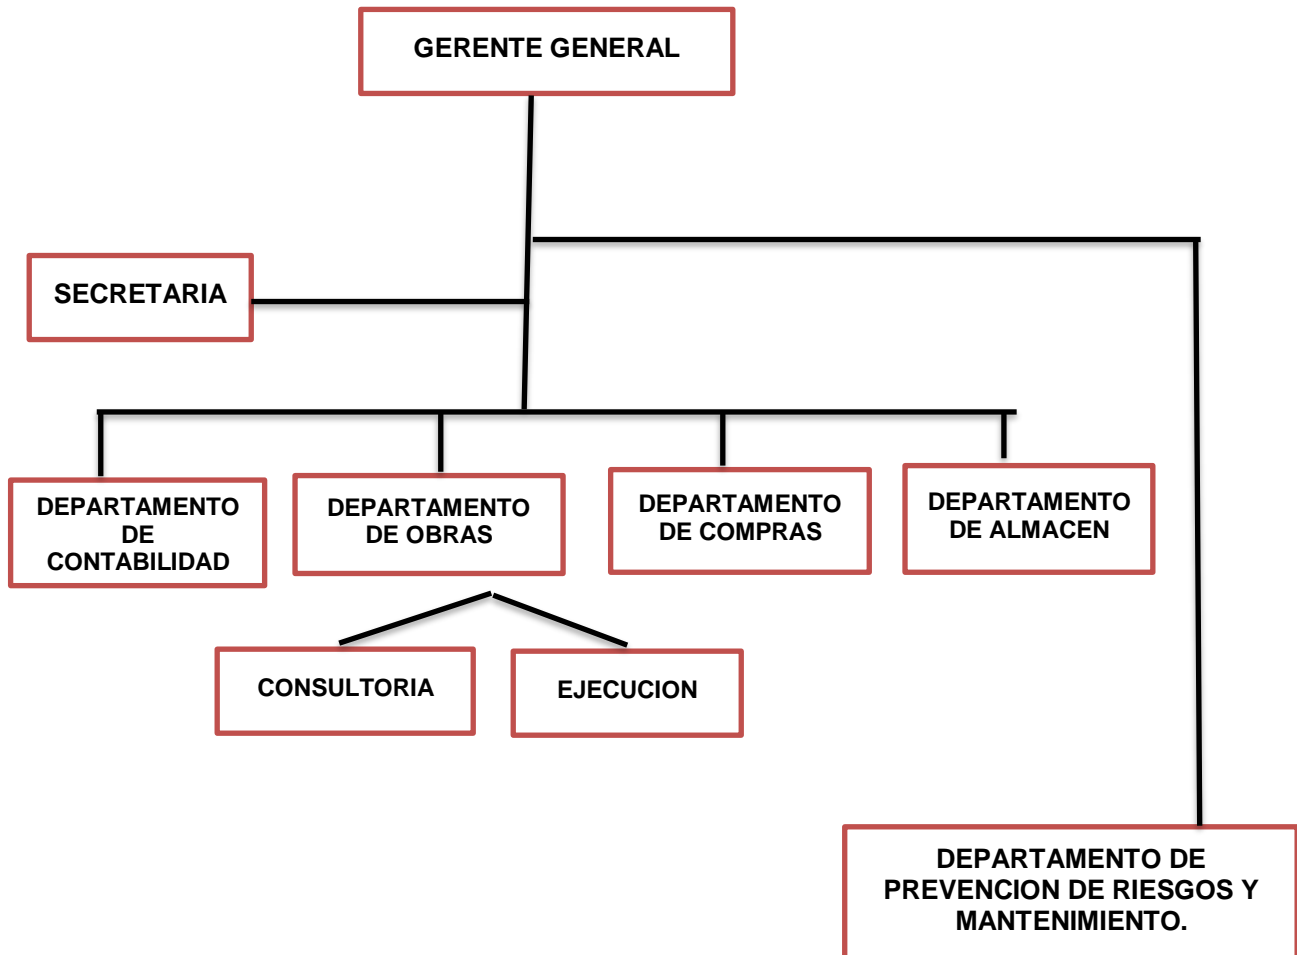 GERENTE GENERAL
SECRETARIA
DEPARTAMENTO
DE
CONTABILIDAD
DEPARTAMENTO
DE OBRAS
DEPARTAMENTO
DE COMPRAS
DEPARTAMENTO
DE ALMACEN
CONSULTORIA
EJECUCION
DEPARTAMENTO DE
PREVENCION DE RIESGOS Y
MANTENIMIENTO.